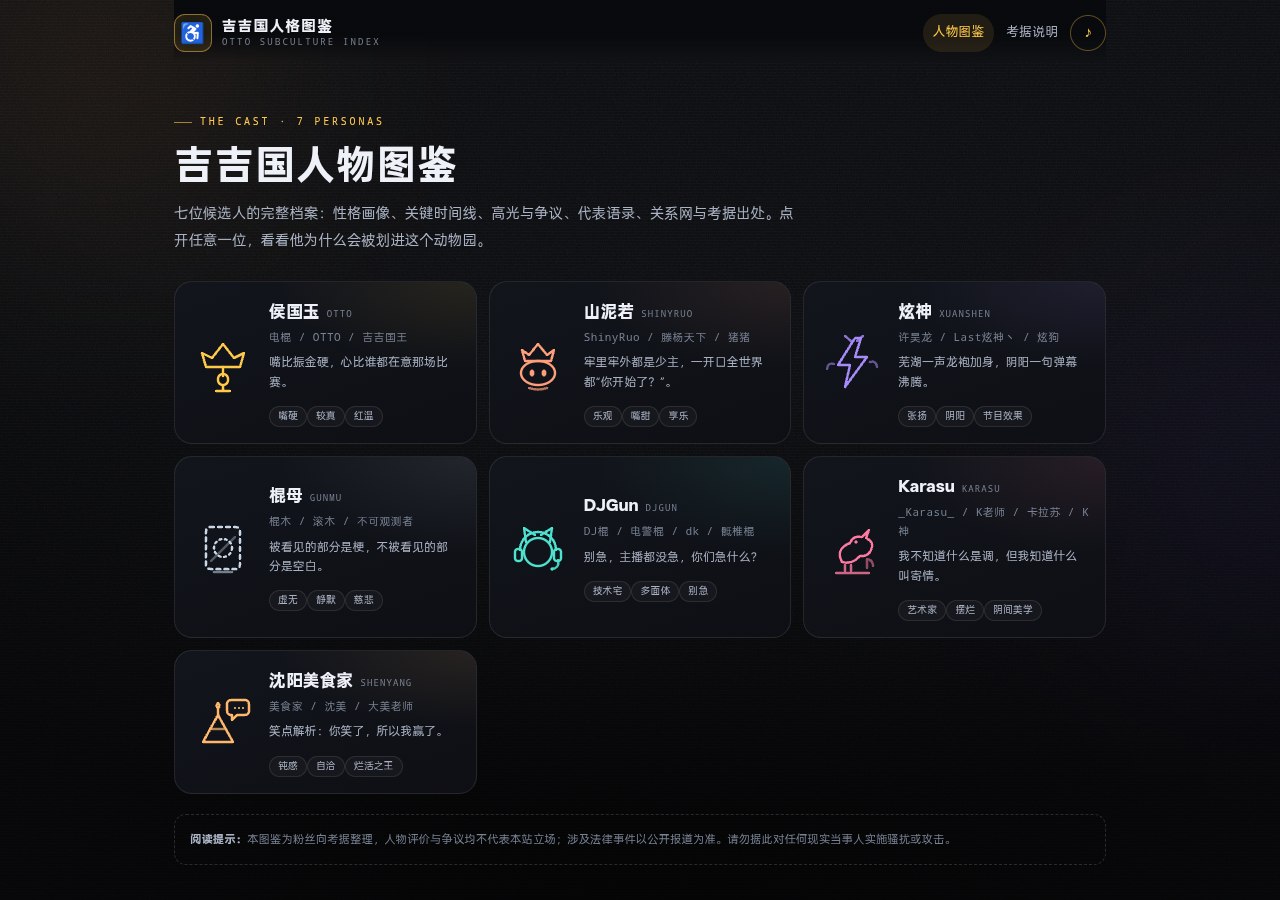 吉吉国人格图鉴
OTTO SUBCULTURE INDEX
人物图鉴
考据说明
♪
THE CAST · 7 PERSONAS
吉吉国人物图鉴
七位候选人的完整档案：性格画像、关键时间线、高光与争议、代表语录、关系网与考据出处。点
开任意一位，看看他为什么会被划进这个动物园。
侯国玉 OTTO
电棍 / OTTO / 吉吉国王
嘴比振金硬，心比谁都在意那场比
赛。
嘴硬 较真 红温
山泥若 SHINYRUO
ShinyRuo / 滕杨天下 / 猪猪
牢里牢外都是少主，一开口全世界
都“你开始了？”。
乐观 嘴甜 享乐
炫神 XUANSHEN
许昊龙 / Last炫神丶 / 炫狗
芜湖一声龙袍加身，阴阳一句弹幕
沸腾。
张扬 阴阳 节目效果
棍母 GUNMU
棍木 / 滚木 / 不可观测者
被看见的部分是梗，不被看见的部
分是空白。
虚无 静默 慈悲
DJGun DJGUN
DJ棍 / 电警棍 / dk / 骶椎棍
别急，主播都没急，你们急什么？
技术宅 多面体 别急
Karasu KARASU
_Karasu_ / K老师 / 卡拉苏 / K
神
我不知道什么是调，但我知道什么
叫寄情。
艺术家 摆烂 阴间美学
沈阳美食家 SHENYANG
美食家 / 沈美 / 大美老师
笑点解析：你笑了，所以我赢了。
钝感 自洽 烂活之王
阅读提示：本图鉴为粉丝向考据整理，人物评价与争议均不代表本站立场；涉及法律事件以公开报道为准。请勿据此对任何现实当事人实施骚扰或攻击。